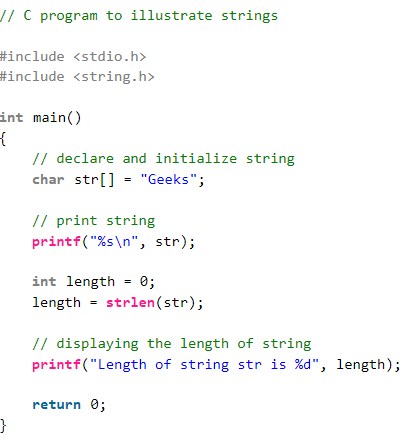 // C program to illustrate strings
#include <stdio.h>
#include <string.h>
int main()
{
// declare and initialize string
char str[] = "Geeks";
// print string
printf("%s\n", str);
int length = 0;
length = strlen(str);
// displaying the length of string
printf("Length of string str is %d", length);
return 0;
}